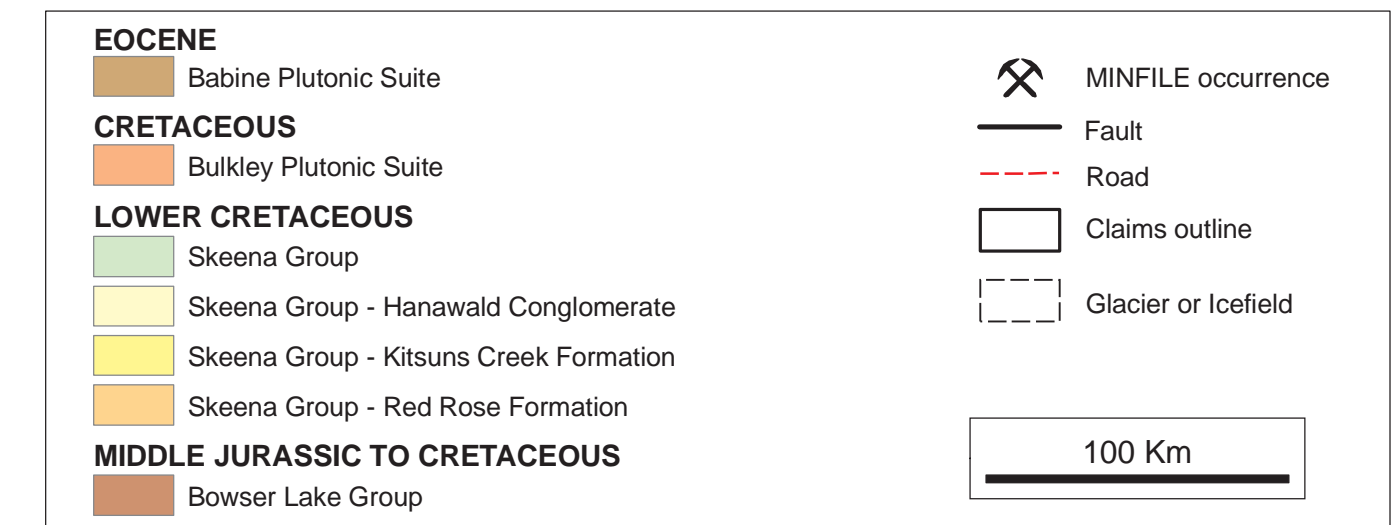 EOCENE
Babine Plutonic Suite
CRETACEOUS
Bulkley Plutonic Suite
LOWER CRETACEOUS
Skeena Group
Skeena Group - Hanawald Conglomerate
Skeena Group - Kitsuns Creek Formation
Skeena Group - Red Rose Formation
MIDDLE JURASSIC TO CRETACEOUS
Bowser Lake Group
MINFILE occurrence
Fault
Road
Claims outline
Glacier or Icefield
100 Km